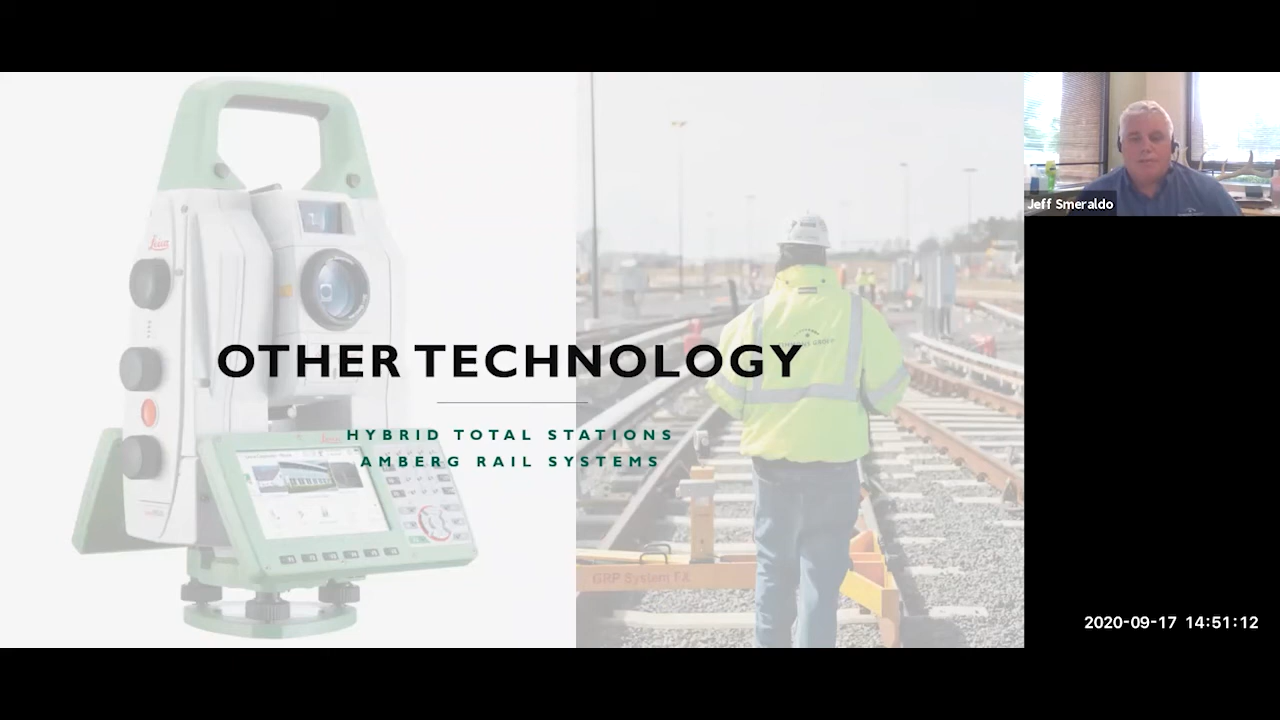 OTHER TECHNOLOGY
HYBRID TOTAL STATIONS
AMBERG RAIL SYSTEMS
Leica
GRP System FX
Jeff Smeraldo
2020-09-17 14:51:12